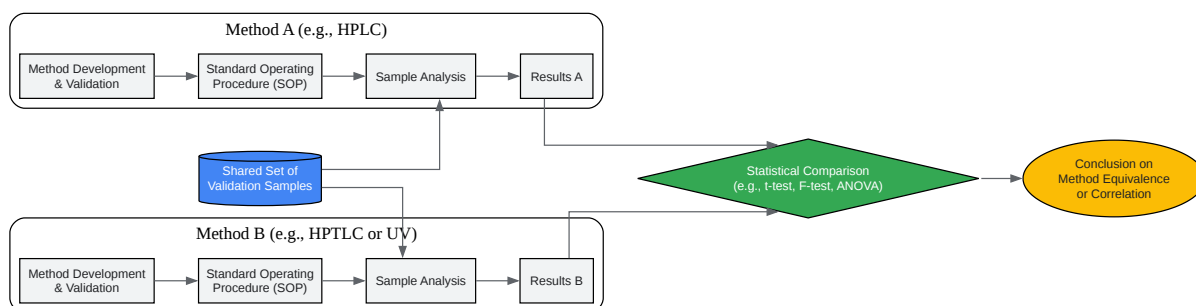 Method A (e.g., HPLC)
Method Development
& Validation
Standard Operating
Procedure (SOP)
Sample Analysis
Results A
Shared Set of
Validation Samples
Statistical Comparison
(e.g., t-test, F-test, ANOVA)
Conclusion on
Method Equivalence
or Correlation
Method B (e.g., HPTLC or UV)
Method Development
& Validation
Standard Operating
Procedure (SOP)
Sample Analysis
Results B